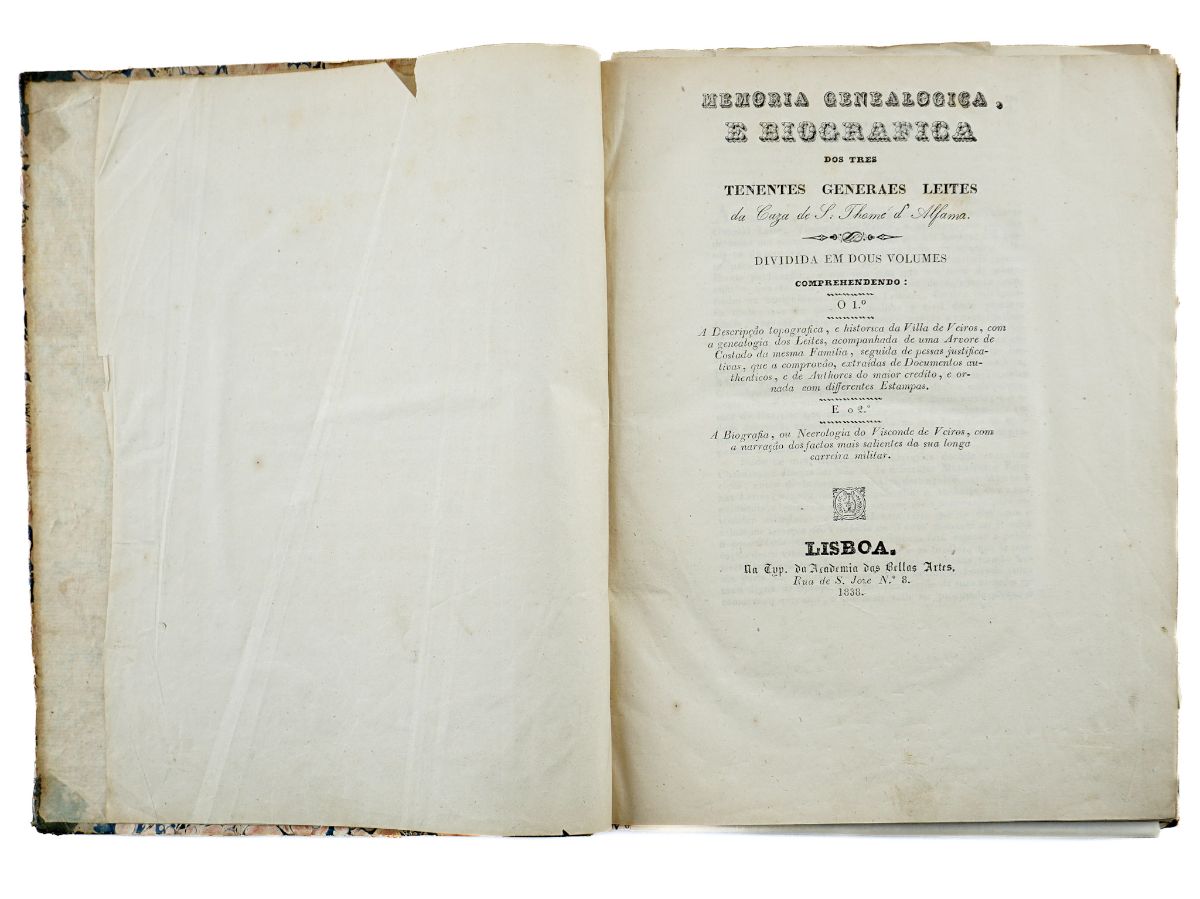 MEMORIA GENEALOGICA,
E BIOGRAFICA
DOS TRES
TENENTES GENERAES LEITES
da Caza de S. Thomé d'Alfama.
DIVIDIDA EM DOUS VOLUMES
COMPREHENDENDO:
O 1.º
A Descripção topografica, e historica da Villa de Veiros, com
a genealogia dos Leites, acompanhada de uma Arvore de
Costado da mesma Familia, seguida de pessas justifica-
tivas, que a comprovão, extraídas de Documentos au-
thenticos, e de Authores do maior credito, e or-
nada com differentes Estampas.
E o 2.º
A Biografia, ou Necrologia do Visconde de Veiros, com
a narração dos factos mais salientes da sua longa
carreira militar.
LISBOA.
Na Typ. da Academia das Bellas Artes,
Rua de S. Joze N.º 8.
1838.